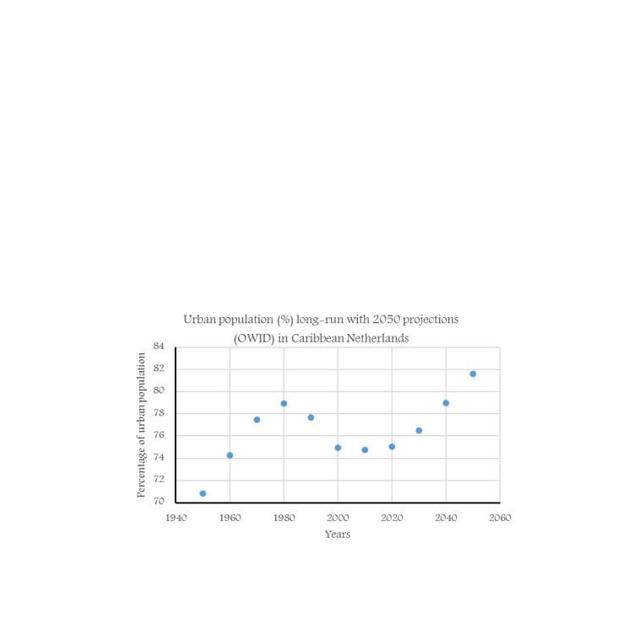 Urban population (%) long-run with 2050 projections
(OWID) in Caribbean Netherlands
Percentage of urban population
84
82
80
78
76
74
72
70
1940 1960 1980 2000 2020 2040 2060
Years